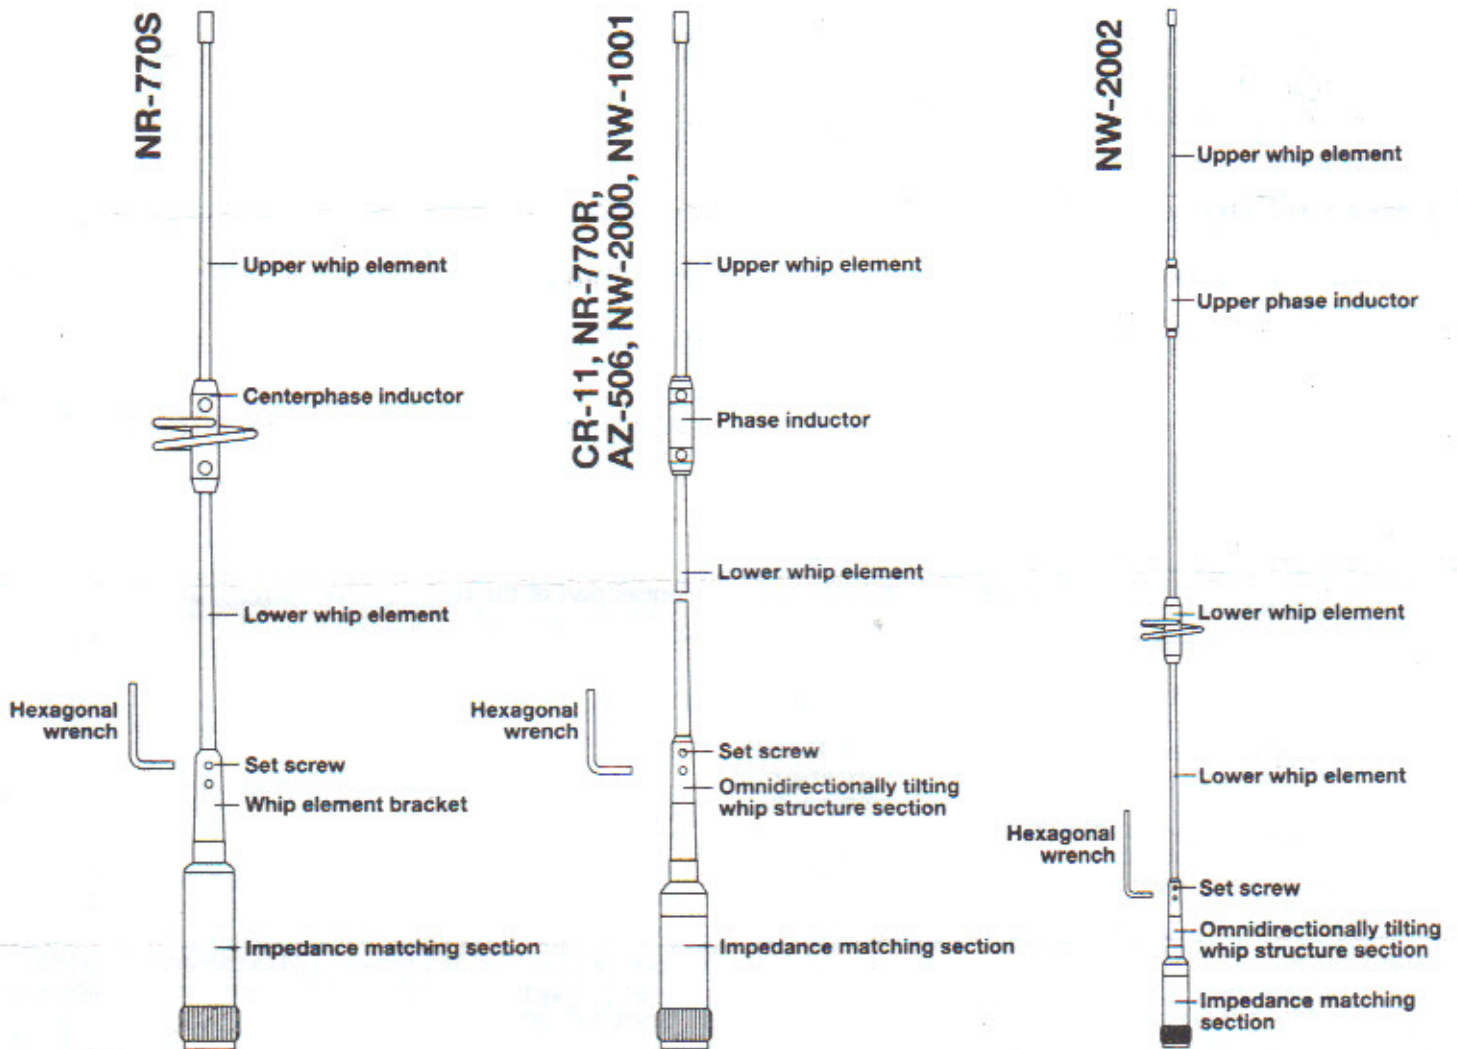 NR-770S
Upper whip element
Centerphase inductor
Lower whip element
Hexagonal
wrench
Set screw
Whip element bracket
Impedance matching section
CR-11, NR-770R,
AZ-506, NW-2000, NW-1001
Upper whip element
Phase inductor
Lower whip element
Hexagonal
wrench
Set screw
Omnidirectionally tilting
whip structure section
Impedance matching section
NW-2002
Upper whip element
Upper phase inductor
Lower whip element
Lower whip element
Hexagonal
wrench
Set screw
Omnidirectionally tilting
whip structure section
Impedance matching
section